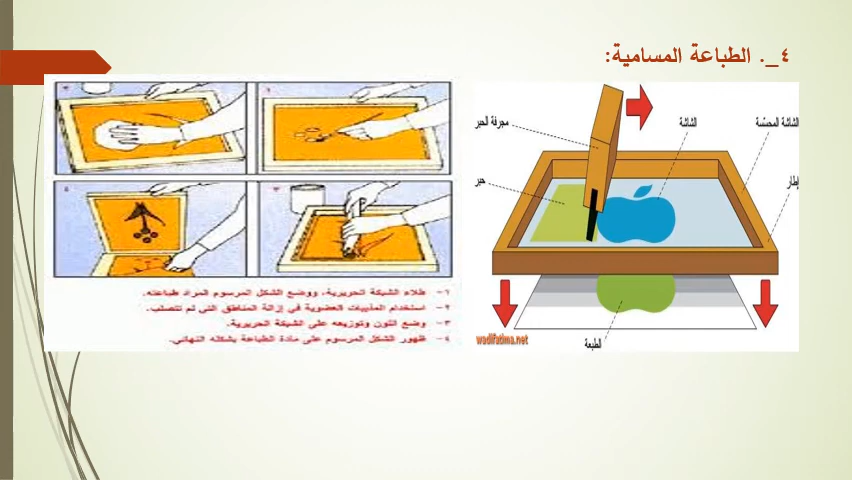 ٤_. الطباعة المسامية:
مجرفة الحبر
الشاشة
الشاشة المحسّسة
حبر
إطار
١- طلاء الشبكة الحريرية، ووضع الشكل المرسوم المراد طباعته.
٢- استخدام المذيبات العضوية في إزالة المناطق التي لم تتصلب.
٣- وضع اللون وتوزيعه على الشبكة الحريرية.
٤- ظهور الشكل المرسوم على مادة الطباعة بشكله النهائي.
wadifatima.net
الطبعة